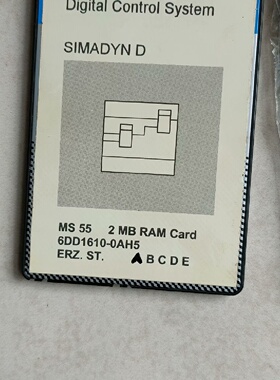 Digital Control System
SIMADYN D
MS 55 2 MB RAM Card
6DD1610-0AH5
ERZ. ST. A B C D E